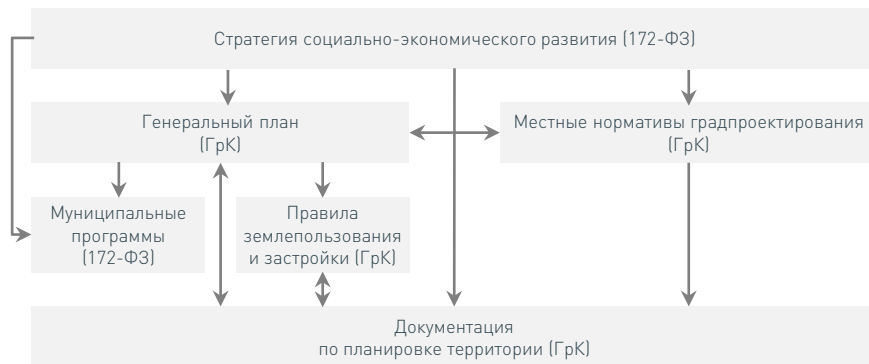 Стратегия социально-экономического развития (172-ФЗ)
Генеральный план
(ГрК)
Местные нормативы градпроектирования
(ГрК)
Муниципальные
программы
(172-ФЗ)
Правила
землепользования
и застройки (ГрК)
Документация
по планировке территории (ГрК)